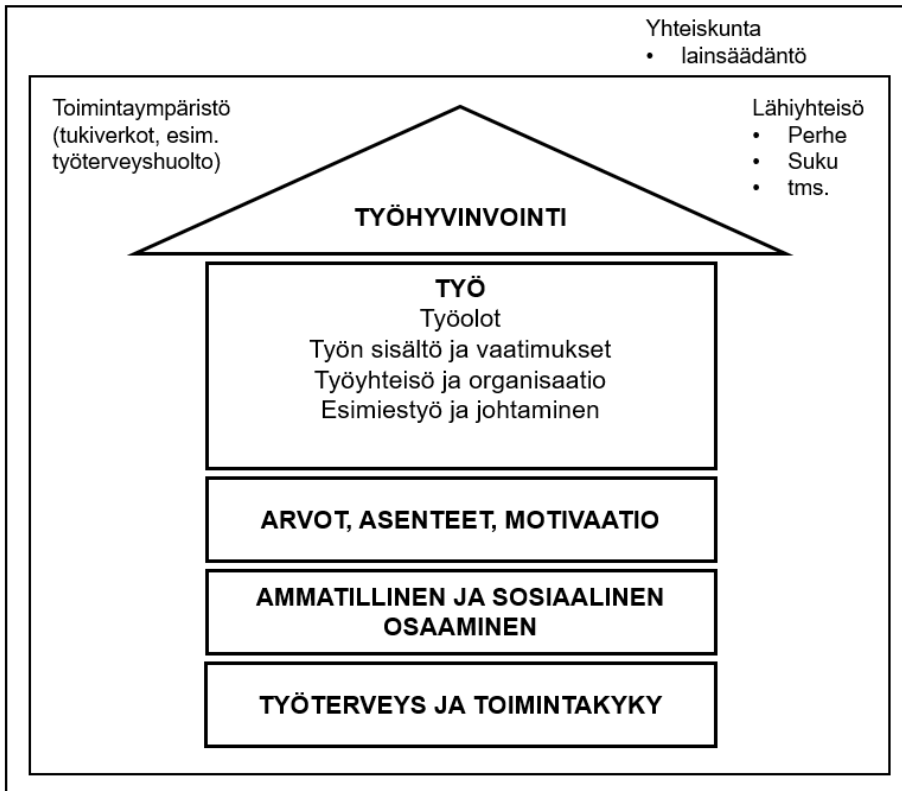 Yhteiskunta
• lainsäädäntö
Toimintaympäristö
(tukiverkot, esim.
työterveyshuolto)
Lähiyhteisö
• Perhe
• Suku
• tms.
TYÖHYVINVOINTI
TYÖ
Työolot
Työn sisältö ja vaatimukset
Työyhteisö ja organisaatio
Esimiestyö ja johtaminen
ARVOT, ASENTEET, MOTIVAATIO
AMMATILLINEN JA SOSIAALINEN
OSAAMINEN
TYÖTERVEYS JA TOIMINTAKYKY